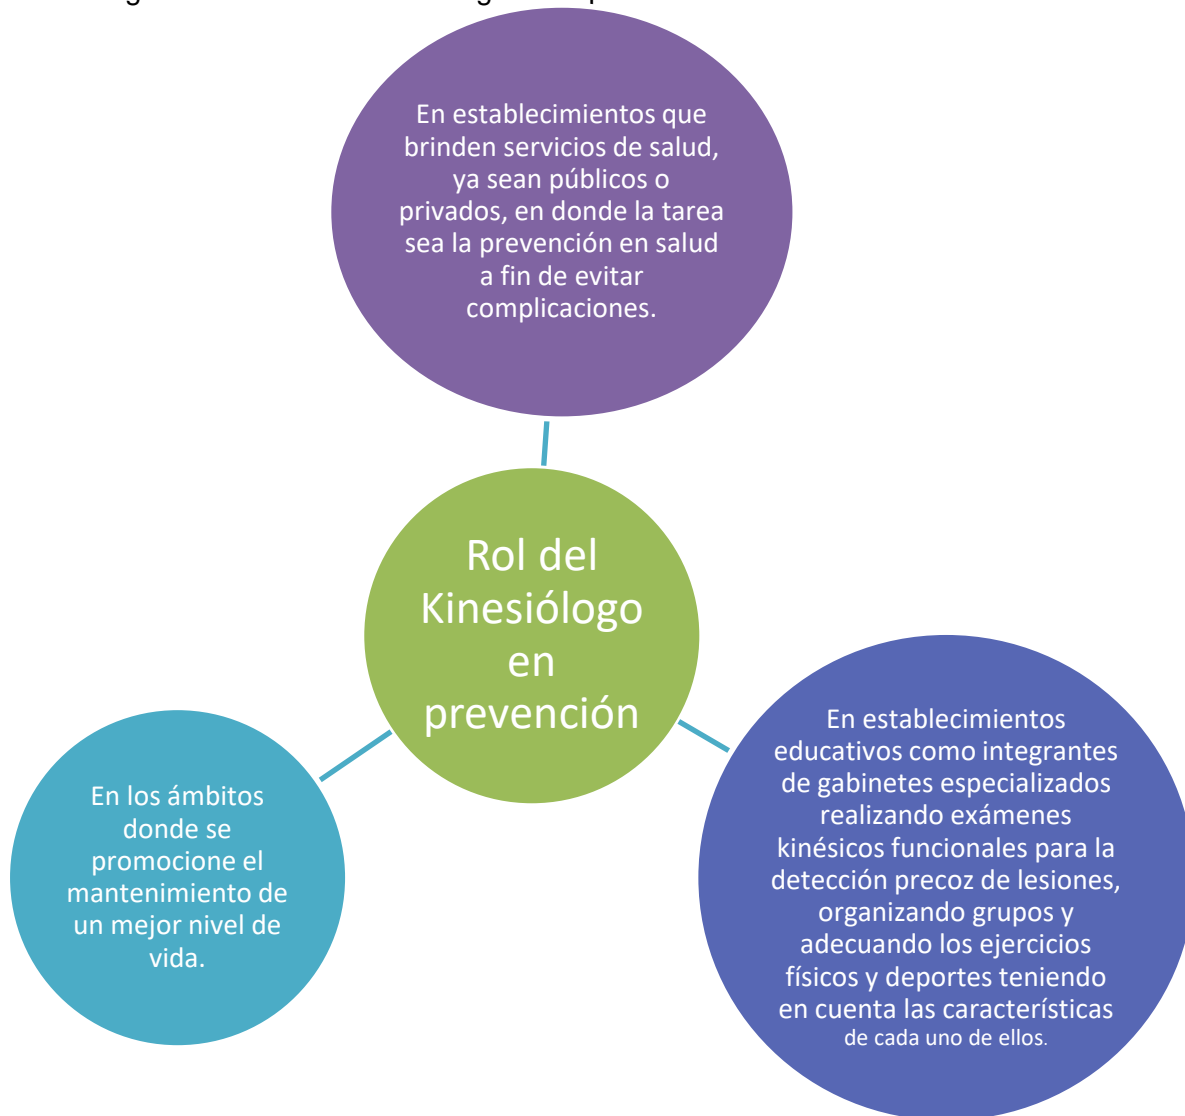 En establecimientos que
brinden servicios de salud,
ya sean públicos o
privados, en donde la tarea
sea la prevención en salud
a fin de evitar
complicaciones.
Rol del
Kinesiólogo
en
prevención
En los ámbitos
donde se
promocione el
mantenimiento de
un mejor nivel de
vida.
En establecimientos
educativos como integrantes
de gabinetes especializados
realizando exámenes
kinésicos funcionales para la
detección precoz de lesiones,
organizando grupos y
adecuando los ejercicios
físicos y deportes teniendo
en cuenta las características
de cada uno de ellos.